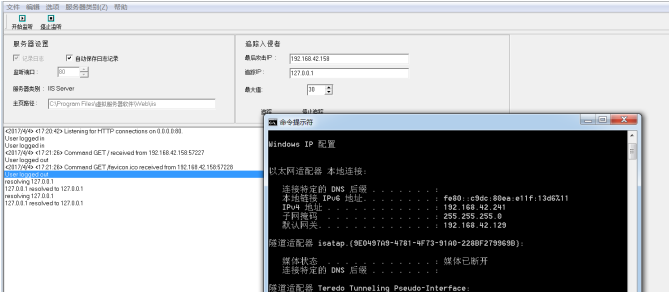 文件 编辑 选项 服务器类别(Z) 帮助
开始监听 停止监听
服务器设置
记录日志 自动保存日志记录
监听端口： 80
服务器类别： IIS Server
主页路径： C:\Program Files\虚拟服务器软件\Web\iis
追踪入侵者
最后攻击IP： 192.168.42.158
追踪IP： 127.0.0.1
最大值： 30
追踪 停止追踪
<2017/4/4> <17:20:42> Listening for HTTP connections on 0.0.0.0:80.
User logged in
User logged in
<2017/4/4> <17:21:26> Command GET / received from 192.168.42.158:57227
User logged out
<2017/4/4> <17:21:26> Command GET /favicon.ico received from 192.168.42.158:57228
User logged out
resolving 127.0.0.1
127.0.0.1 resolved to 127.0.0.1
resolving 127.0.0.1
127.0.0.1 resolved to 127.0.0.1
命令提示符
Windows IP 配置
以太网适配器 本地连接:
连接特定的 DNS 后缀 . . . . . . . :
本地链接 IPv6 地址. . . . . . . . : fe80::c9dc:80ea:e11f:13d6%11
IPv4 地址 . . . . . . . . . . . . : 192.168.42.241
子网掩码 . . . . . . . . . . . . : 255.255.255.0
默认网关. . . . . . . . . . . . . : 192.168.42.129
隧道适配器 isatap.{9E0497A9-4781-4F73-91A0-228BF279969B}:
媒体状态 . . . . . . . . . . . . : 媒体已断开
连接特定的 DNS 后缀 . . . . . . . :
隧道适配器 Teredo Tunneling Pseudo-Interface: